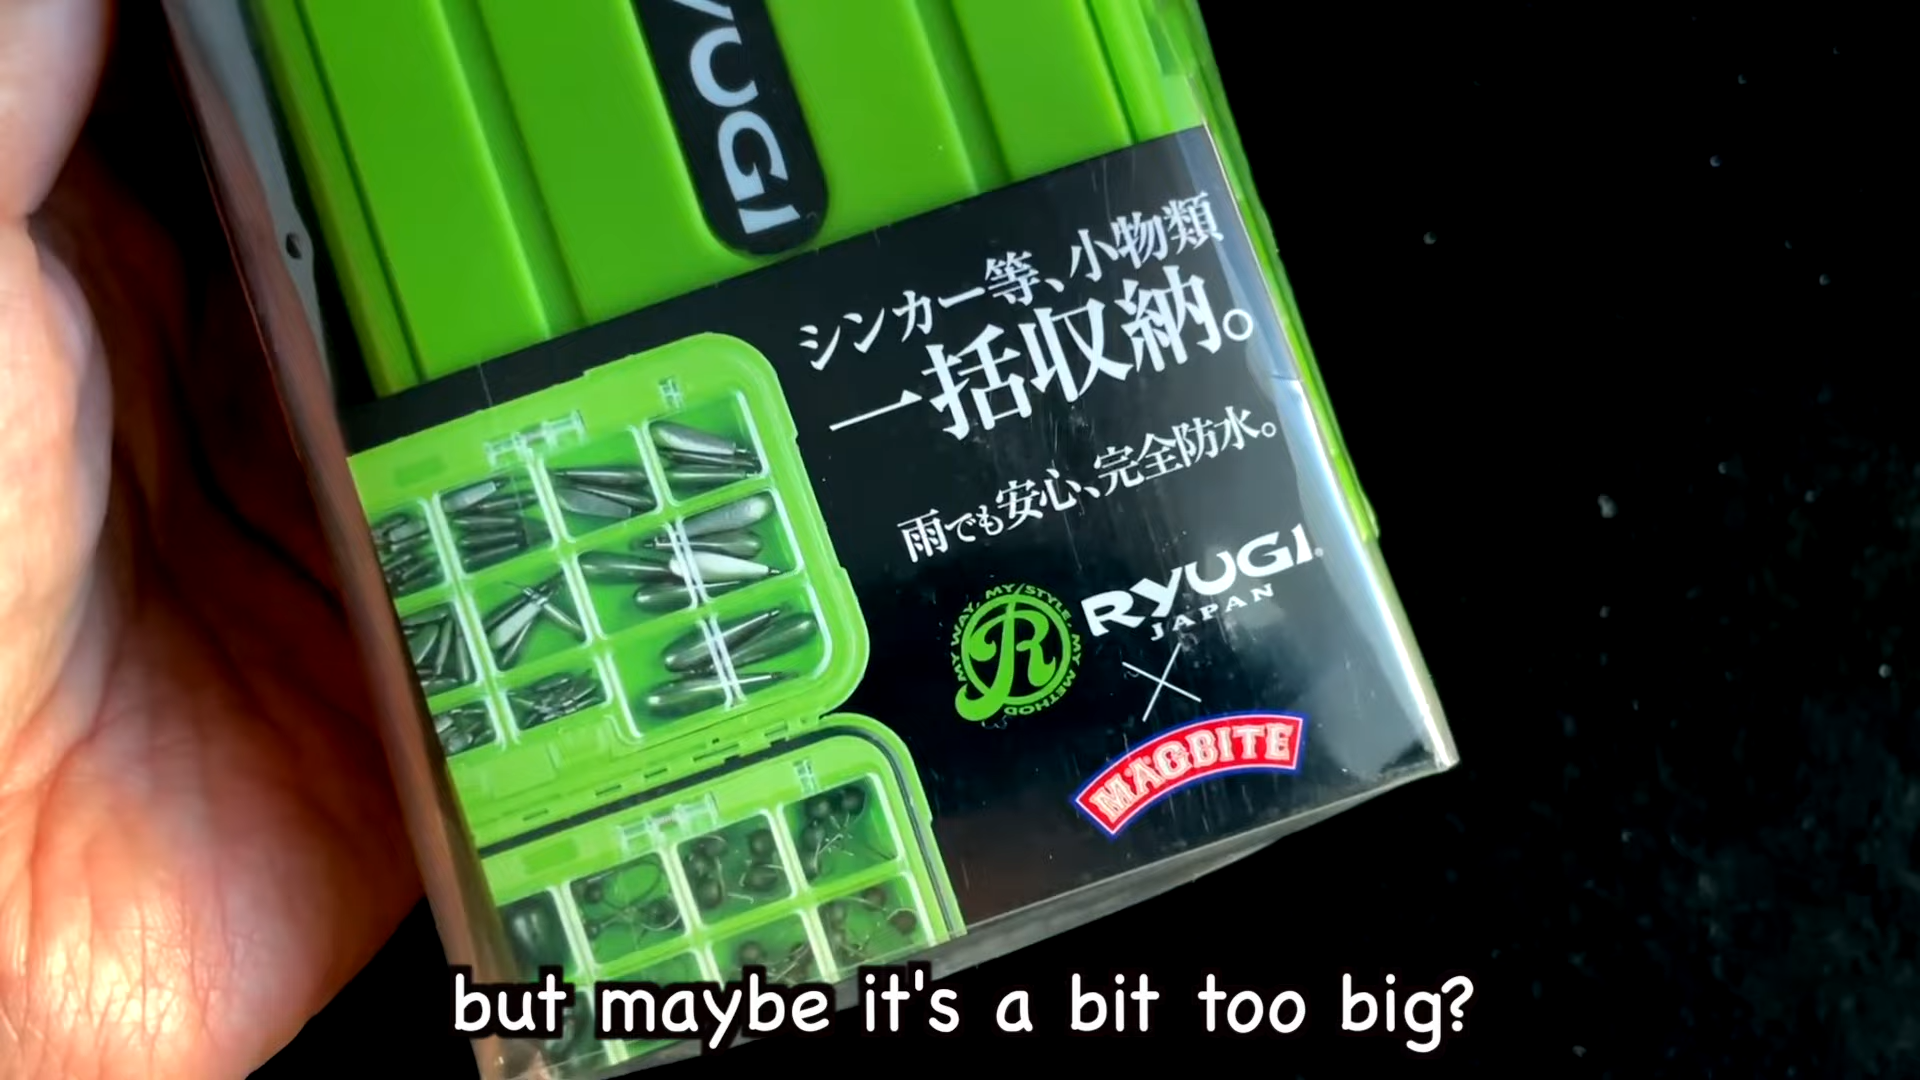 YUGI
シンカー等、小物類
一括収納。
雨でも安心、完全防水。
MY WAY, MY STYLE, MY METHOD
R
RYUGI®
JAPAN
×
MAGBITE
but maybe it's a bit too big?